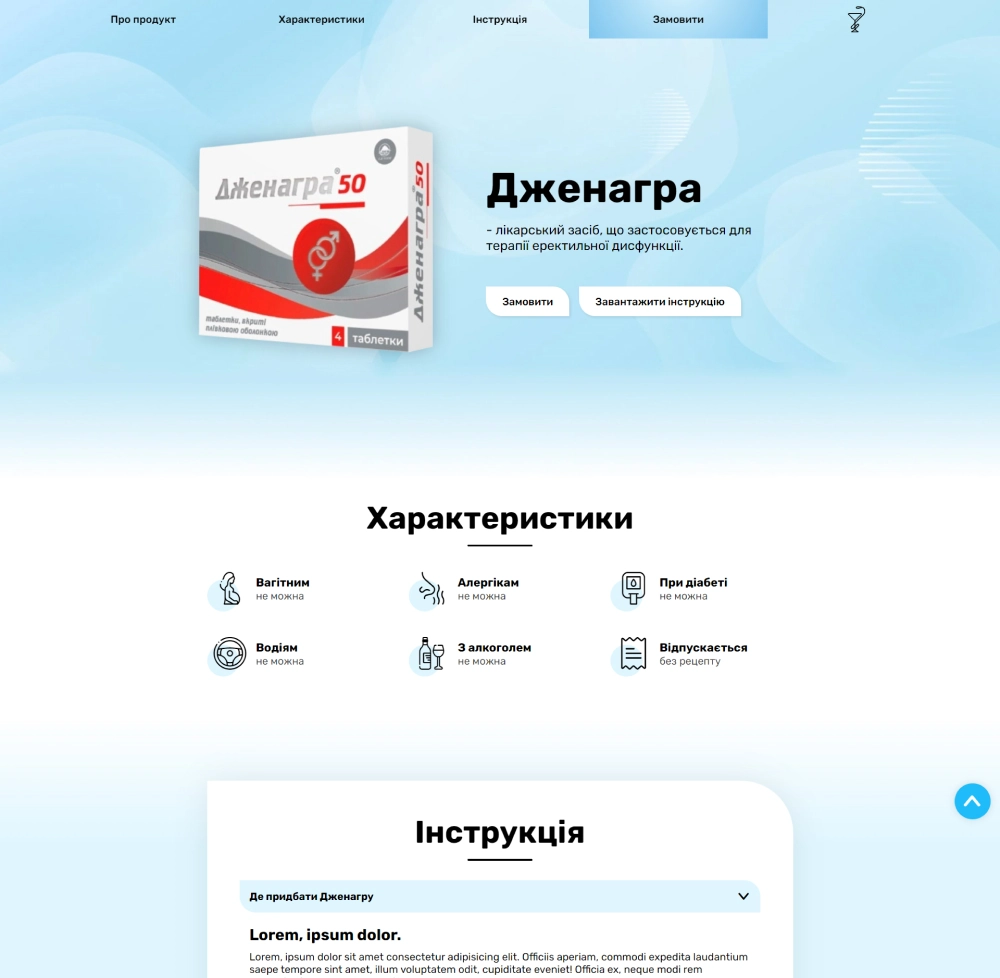 Про продукт
Характеристики
Інструкція
Замовити
Дженагра®50
Дженагра®50
таблетки, вкриті
плівковою оболонкою
4 таблетки
Дженагра
- лікарський засіб, що застосовується для
терапії еректильної дисфункції.
Замовити
Завантажити інструкцію
Характеристики
Вагітним
не можна
Алергікам
не можна
При діабеті
не можна
Водіям
не можна
З алкоголем
не можна
Відпускається
без рецепту
Інструкція
Де придбати Дженагру
Lorem, ipsum dolor.
Lorem, ipsum dolor sit amet consectetur adipisicing elit. Officiis aperiam, commodi expedita laudantium
saepe tempore sint amet, illum voluptatem odit, cupiditate eveniet! Officia ex, neque modi rem